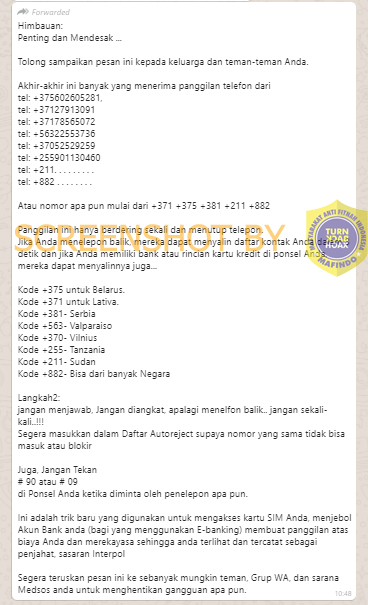 Forwarded
Himbauan:
Penting dan Mendesak ...
Tolong sampaikan pesan ini kepada keluarga dan teman-teman Anda.
Akhir-akhir ini banyak yang menerima panggilan telefon dari
tel: +375602605281,
tel: +37127913091
tel: +37178565072
tel: +56322553736
tel: +37052529259
tel: +255901130460
tel: +211. . . . . . . . .
tel: +882 . . . . . . . .
Atau nomor apa pun mulai dari +371 +375 +381 +211 +882
SCREENSHOT BY
MASYARAKAT ANTI FITNAH INDONESIA
TURN
BACK
HOAX
MAFINDO
Panggilan ini hanya berdering sekali dan menutup telepon.
Jika Anda menelepon balik, mereka dapat menyalin daftar kontak Anda
detik dan jika Anda memiliki bank atau rincian kartu kredit di ponsel Anda,
mereka dapat menyalinnya juga...
Kode +375 untuk Belarus.
Kode +371 untuk Lativa.
Kode +381- Serbia
Kode +563- Valparaiso
Kode +370- Vilnius
Kode +255- Tanzania
Kode +211- Sudan
Kode +882- Bisa dari banyak Negara
Langkah2:
jangan menjawab, Jangan diangkat, apalagi menelfon balik.. jangan sekali-
kali..!!!
Segera masukkan dalam Daftar Autoreject supaya nomor yang sama tidak bisa
masuk atau blokir
Juga, Jangan Tekan
# 90 atau # 09
di Ponsel Anda ketika diminta oleh penelepon apa pun.
Ini adalah trik baru yang digunakan untuk mengakses kartu SIM Anda, menjebol
Akun Bank anda (bagi yang menggunakan E-banking) membuat panggilan atas
biaya Anda dan merekayasa sehingga anda terlihat dan tercatat sebagai
penjahat, sasaran Interpol
Segera teruskan pesan ini ke sebanyak mungkin teman, Grup WA, dan sarana
Medsos anda untuk menghentikan gangguan apa pun.
10:48